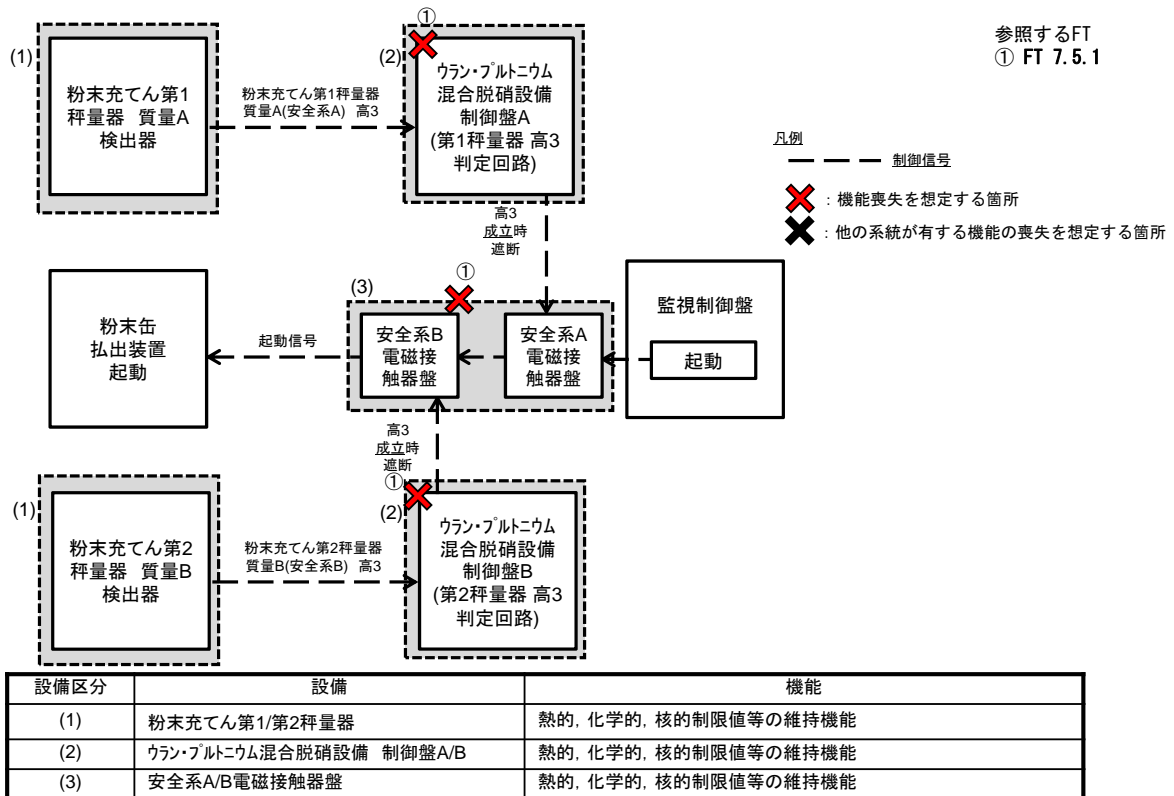 参照するFT
① FT 7.5.1
凡例
制御信号
：機能喪失を想定する箇所
：他の系統が有する機能の喪失を想定する箇所
(1)
粉末充てん第1
秤量器 質量A
検出器
粉末充てん第1秤量器
質量A(安全系A) 高3
①
(2)
ウラン・プルトニウム
混合脱硝設備
制御盤A
(第1秤量器 高3
判定回路)
高3
成立時
遮断
粉末缶
払出装置
起動
起動信号
(3)
①
安全系B
電磁接
触器盤
安全系A
電磁接
触器盤
監視制御盤
起動
高3
成立時
遮断
(1)
粉末充てん第2
秤量器 質量B
検出器
粉末充てん第2秤量器
質量B(安全系B) 高3
①
(2)
ウラン・プルトニウム
混合脱硝設備
制御盤B
(第2秤量器 高3
判定回路)
設備区分 設備 機能
(1) 粉末充てん第1/第2秤量器 熱的，化学的，核的制限値等の維持機能
(2) ウラン・プルトニウム混合脱硝設備 制御盤A/B 熱的，化学的，核的制限値等の維持機能
(3) 安全系A/B電磁接触器盤 熱的，化学的，核的制限値等の維持機能